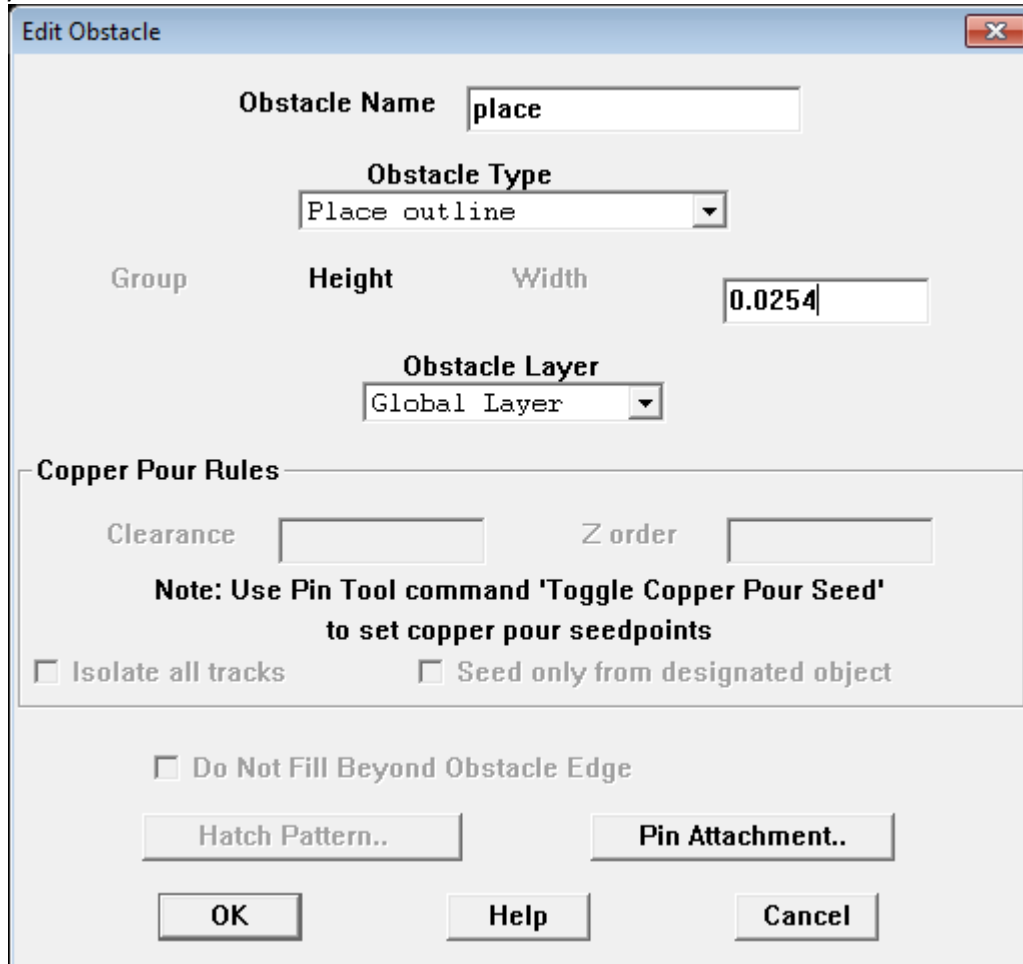 Edit Obstacle
Obstacle Name place
Obstacle Type
Place outline
Group Height Width 0.0254
Obstacle Layer
Global Layer
Copper Pour Rules
Clearance Z order
Note: Use Pin Tool command 'Toggle Copper Pour Seed'
to set copper pour seedpoints
Isolate all tracks Seed only from designated object
Do Not Fill Beyond Obstacle Edge
Hatch Pattern.. Pin Attachment..
OK Help Cancel